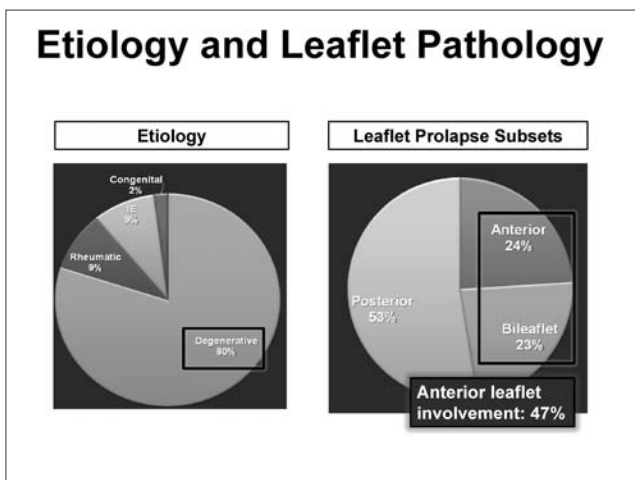 Etiology and Leaflet Pathology
Etiology
Congenital
2%
IE
9%
Rheumatic
9%
Degenerative
80%
Leaflet Prolapse Subsets
Anterior
24%
Posterior
53%
Bileaflet
23%
Anterior leaflet
involvement: 47%